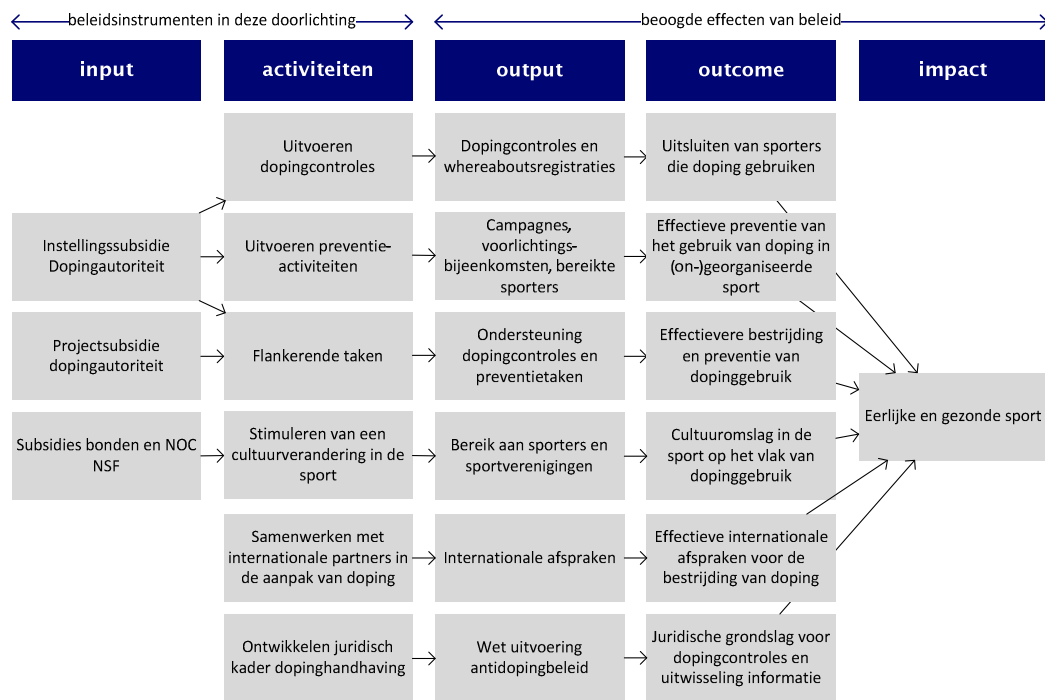 beleidsinstrumenten in deze doorlichting
beoogde effecten van beleid
input
activiteiten
output
outcome
impact
Uitvoeren
dopingcontroles
Dopingcontroles en
whereaboutsregistraties
Uitsluiten van sporters
die doping gebruiken
Instellingssubsidie
Dopingautoriteit
Uitvoeren preventie-
activiteiten
Campagnes,
voorlichtings-
bijeenkomsten, bereikte
sporters
Effectieve preventie van
het gebruik van doping in
(on-)georganiseerde
sport
Projectsubsidie
dopingautoriteit
Flankerende taken
Ondersteuning
dopingcontroles en
preventietaken
Effectievere bestrijding
en preventie van
dopinggebruik
Eerlijke en gezonde sport
Subsidies bonden en NOC
NSF
Stimuleren van een
cultuurverandering in de
sport
Bereik aan sporters en
sportverenigingen
Cultuuromslag in de
sport op het vlak van
dopinggebruik
Samenwerken met
internationale partners in
de aanpak van doping
Internationale afspraken
Effectieve internationale
afspraken voor de
bestrijding van doping
Ontwikkelen juridisch
kader dopinghandhaving
Wet uitvoering
antidopingbeleid
Juridische grondslag voor
dopingcontroles en
uitwisseling informatie